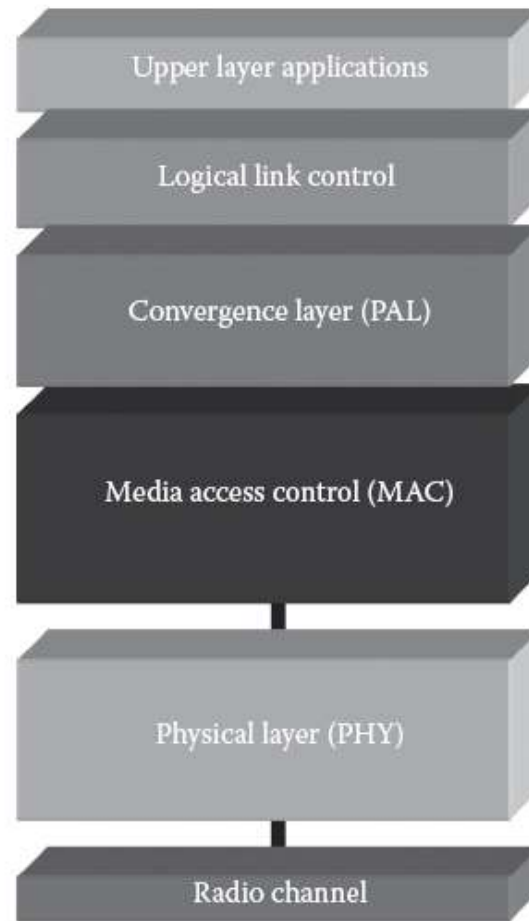 Upper layer applications
Logical link control
Convergence layer (PAL)
Media access control (MAC)
Physical layer (PHY)
Radio channel